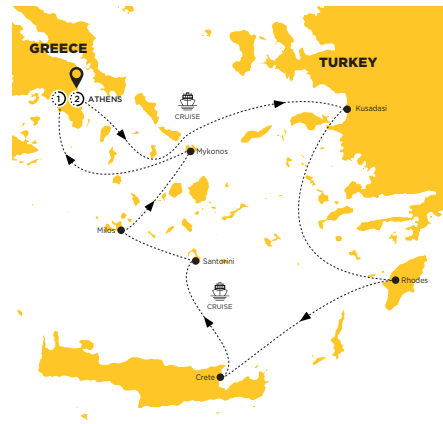 GREECE
TURKEY
1
2
ATHENS
CRUISE
Kusadasi
Mykonos
Milos
Santorini
Rhodes
CRUISE
Crete